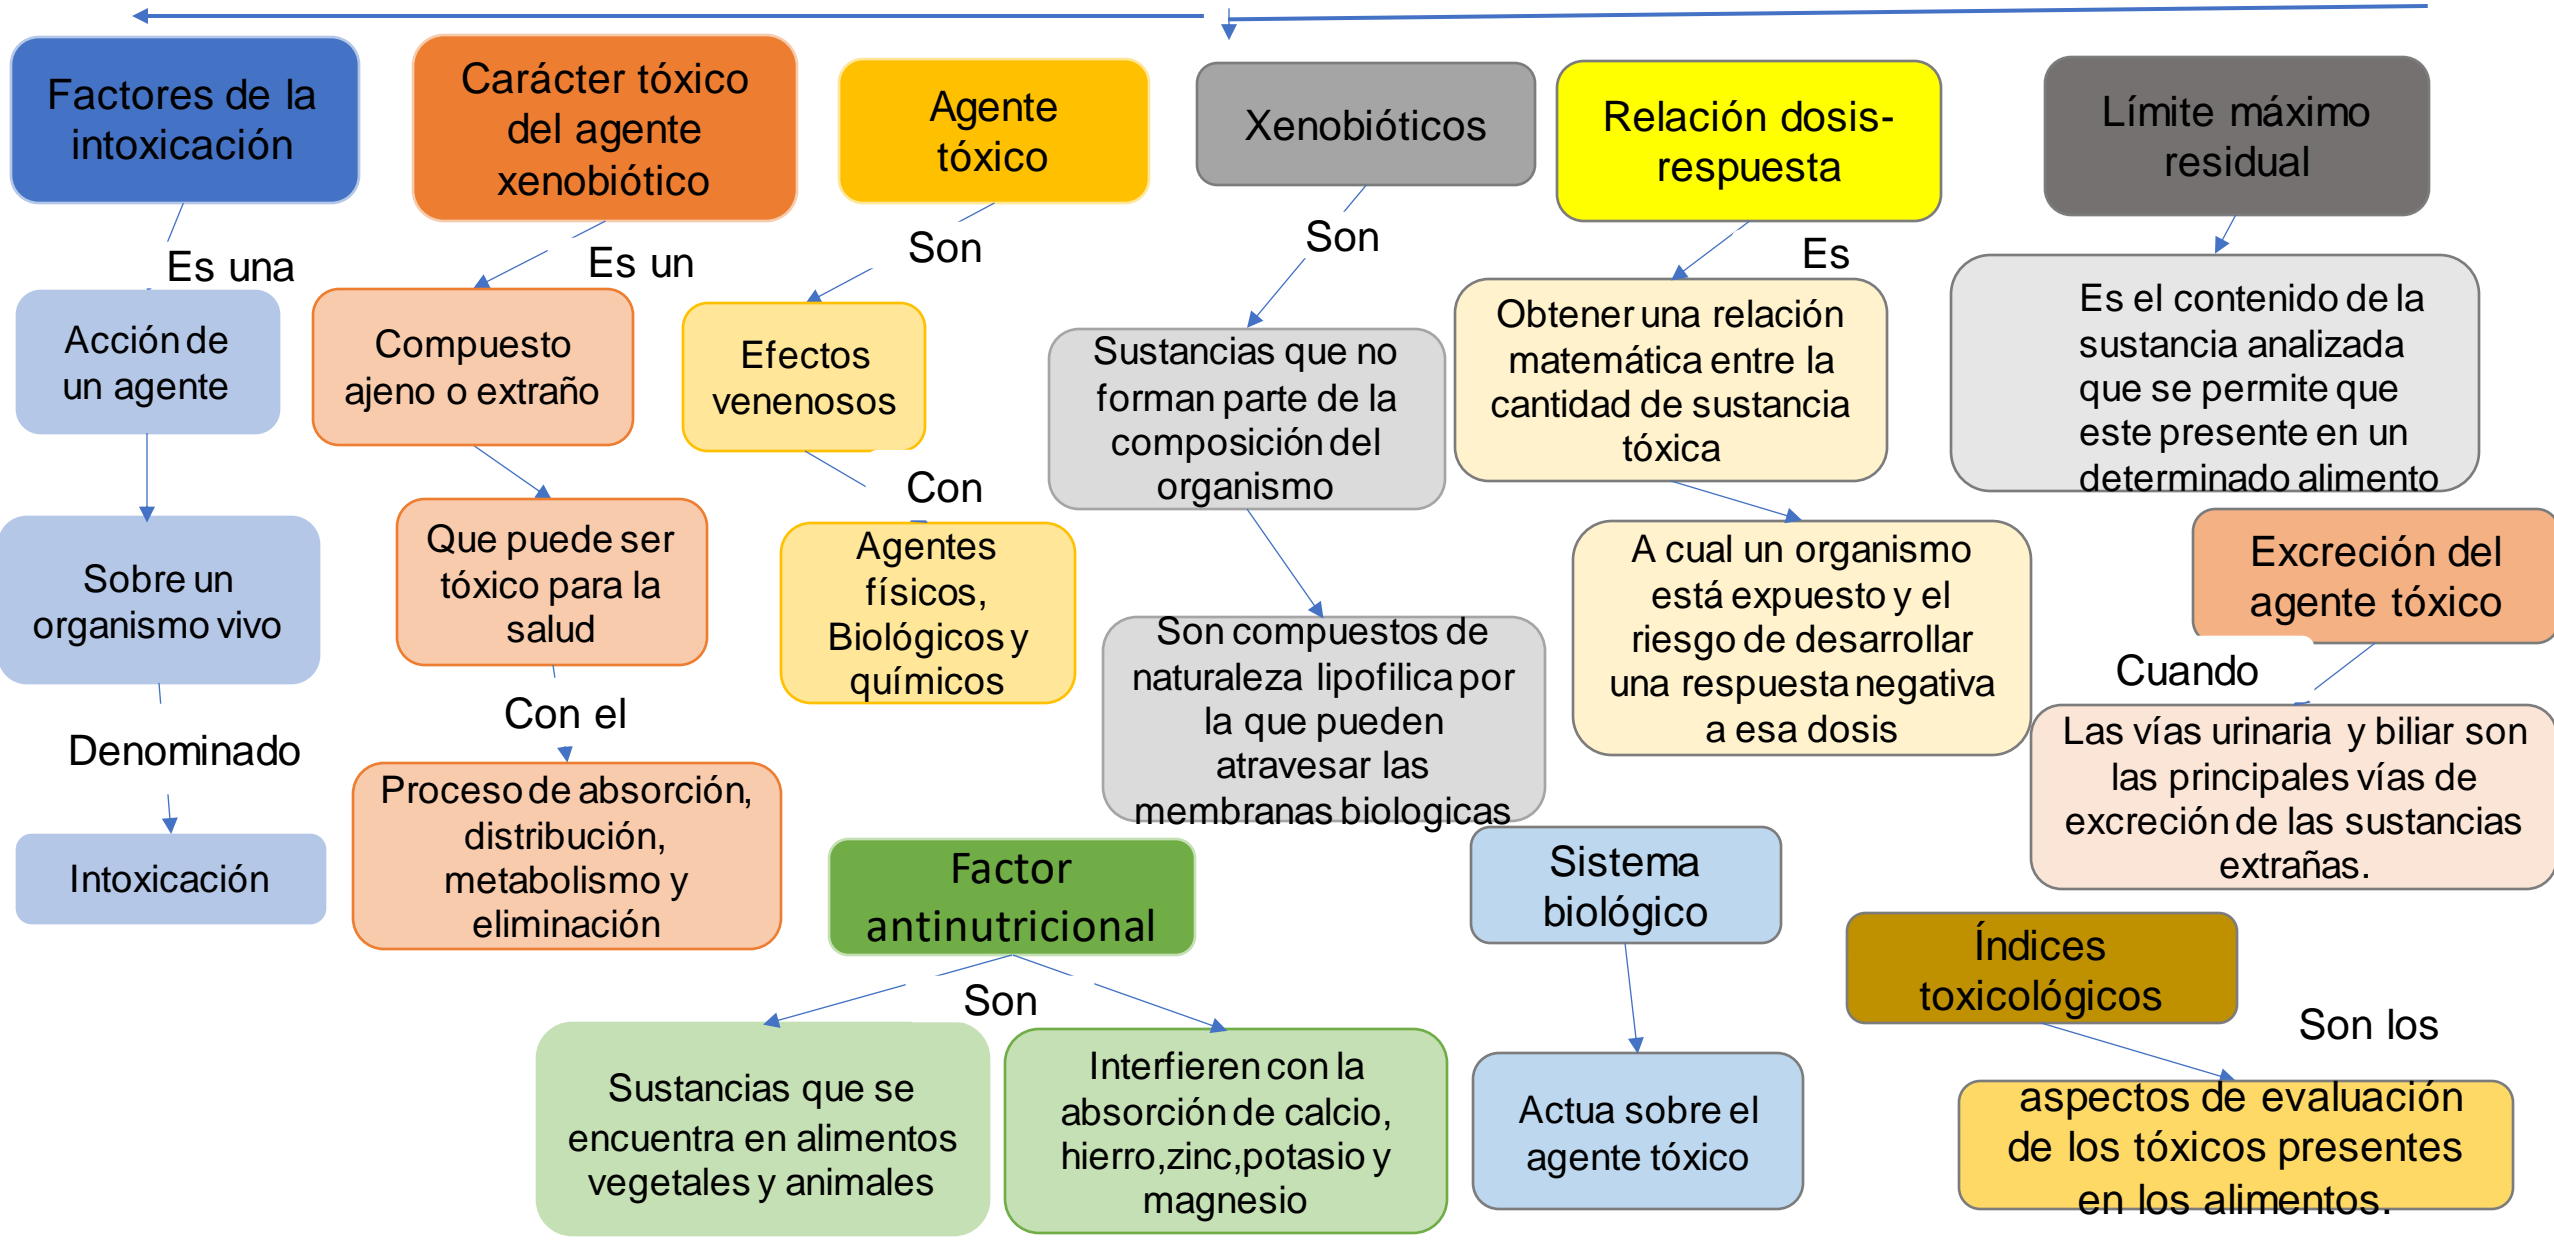 Factores de la
intoxicación
Es una
Acción de
un agente
Sobre un
organismo vivo
Denominado
Intoxicación
Carácter tóxico
del agente
xenobiótico
Es un
Compuesto
ajeno o extraño
Que puede ser
tóxico para la
salud
Con el
Proceso de absorción,
distribución,
metabolismo y
eliminación
Agente
tóxico
Son
Efectos
venenosos
Con
Agentes
físicos,
Biológicos y
químicos
Xenobióticos
Son
Sustancias que no
forman parte de la
composición del
organismo
Son compuestos de
naturaleza lipofilica por
la que pueden
atravesar las
membranas biologicas
Relación dosis-
respuesta
Es
Obtener una relación
matemática entre la
cantidad de sustancia
tóxica
A cual un organismo
está expuesto y el
riesgo de desarrollar
una respuesta negativa
a esa dosis
Límite máximo
residual
Es el contenido de la
sustancia analizada
que se permite que
este presente en un
determinado alimento
Excreción del
agente tóxico
Cuando
Las vías urinaria y biliar son
las principales vías de
excreción de las sustancias
extrañas.
Factor
antinutricional
Son
Sustancias que se
encuentra en alimentos
vegetales y animales
Interfieren con la
absorción de calcio,
hierro,zinc,potasio y
magnesio
Sistema
biológico
Actua sobre el
agente tóxico
Índices
toxicológicos
Son los
aspectos de evaluación
de los tóxicos presentes
en los alimentos.